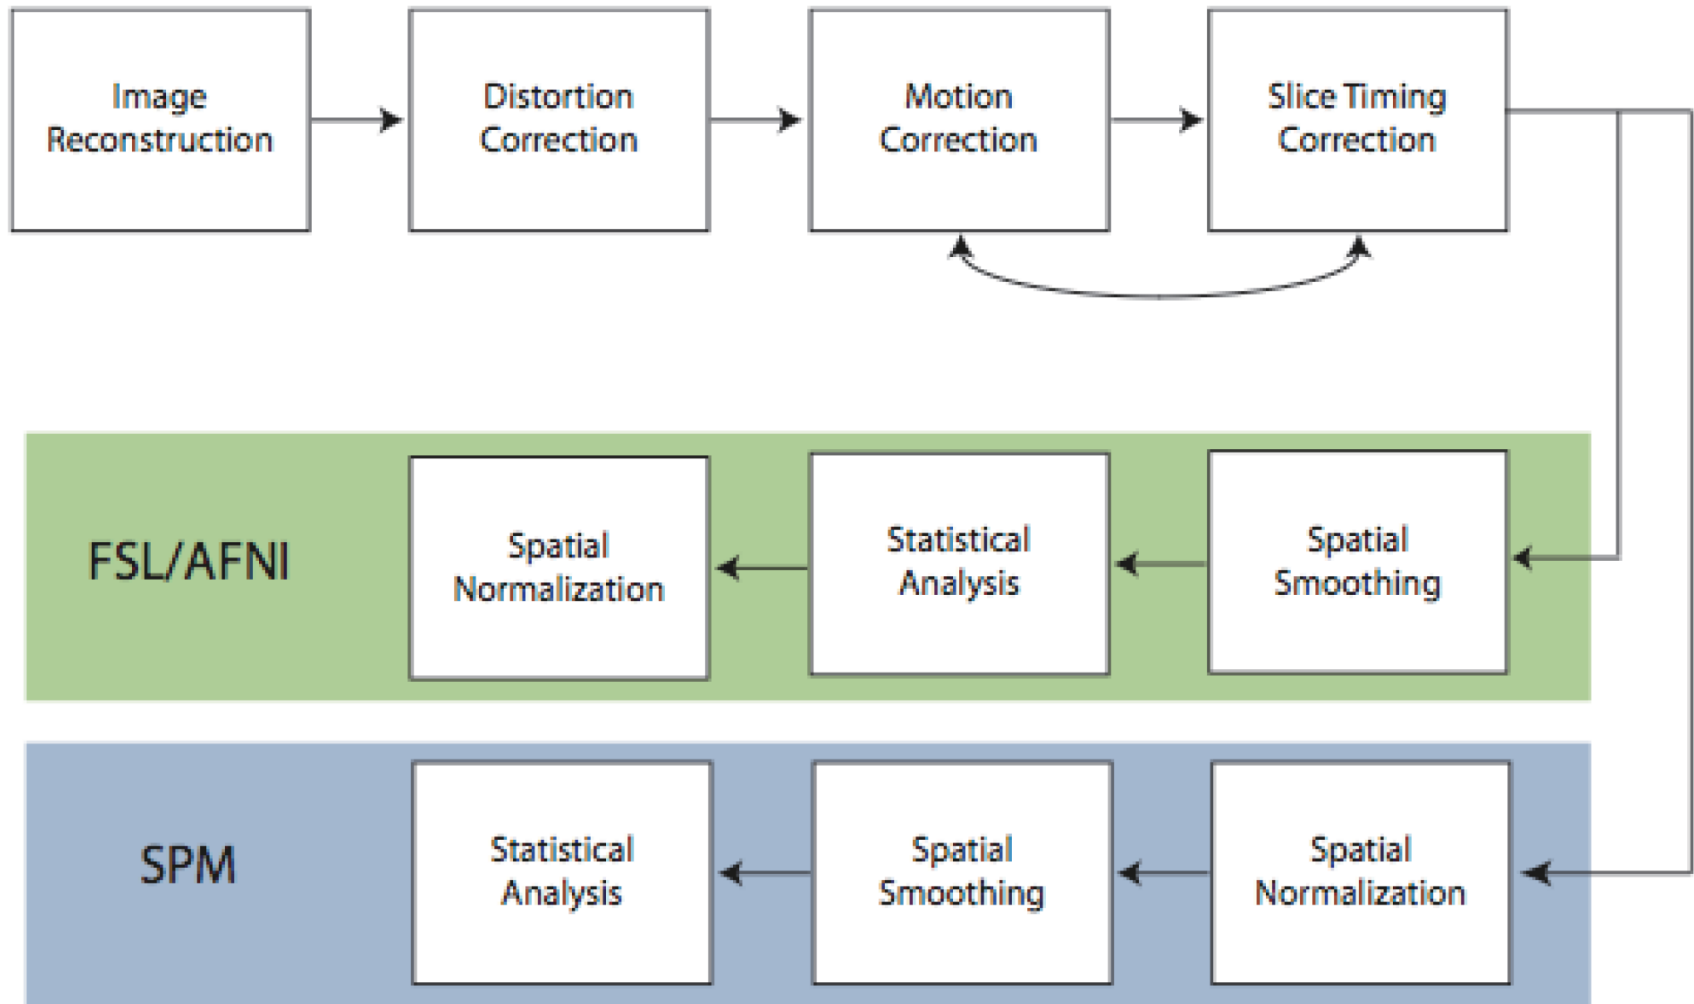 Image
Reconstruction
Distortion
Correction
Motion
Correction
Slice Timing
Correction
FSL/AFNI
Spatial
Normalization
Statistical
Analysis
Spatial
Smoothing
SPM
Statistical
Analysis
Spatial
Smoothing
Spatial
Normalization